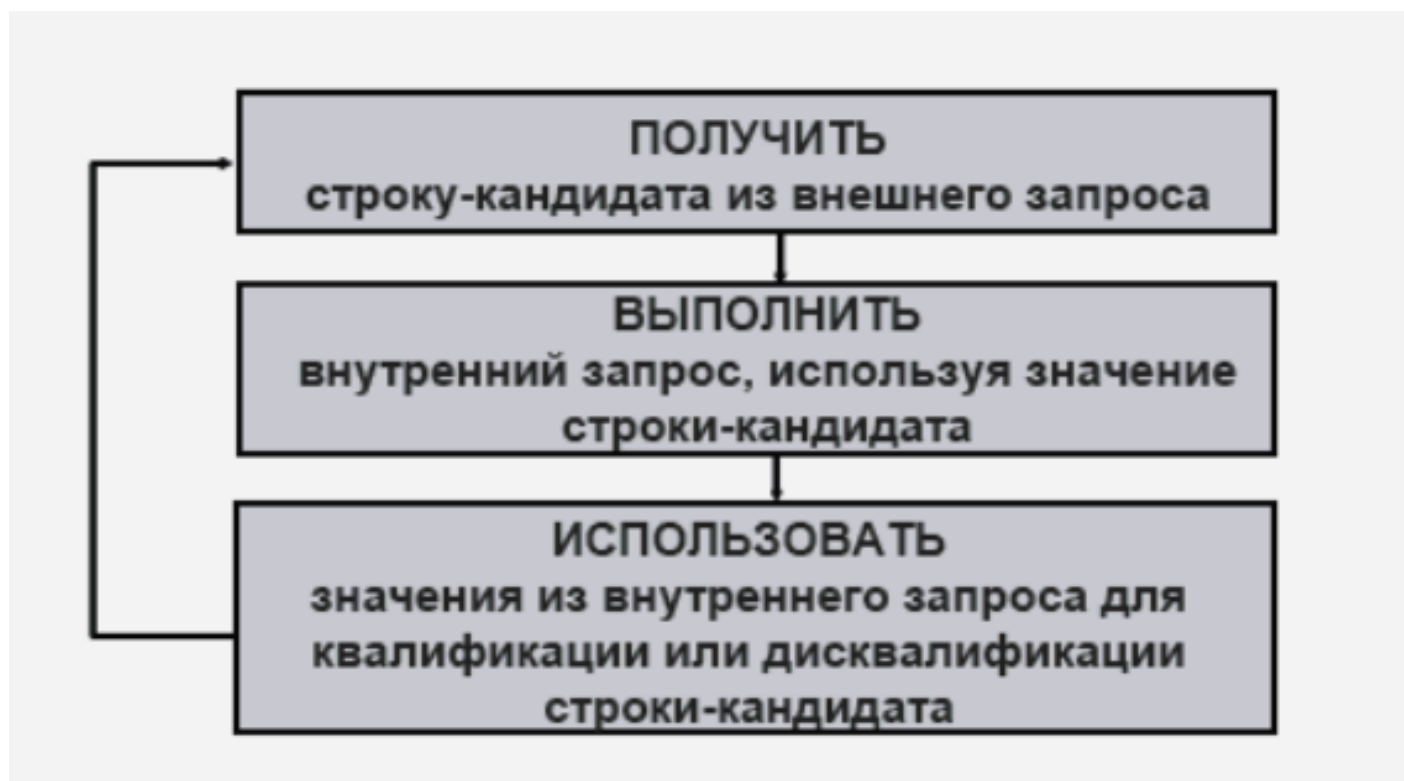 ПОЛУЧИТЬ
строку-кандидата из внешнего запроса
ВЫПОЛНИТЬ
внутренний запрос, используя значение
строки-кандидата
ИСПОЛЬЗОВАТЬ
значения из внутреннего запроса для
квалификации или дисквалификации
строки-кандидата